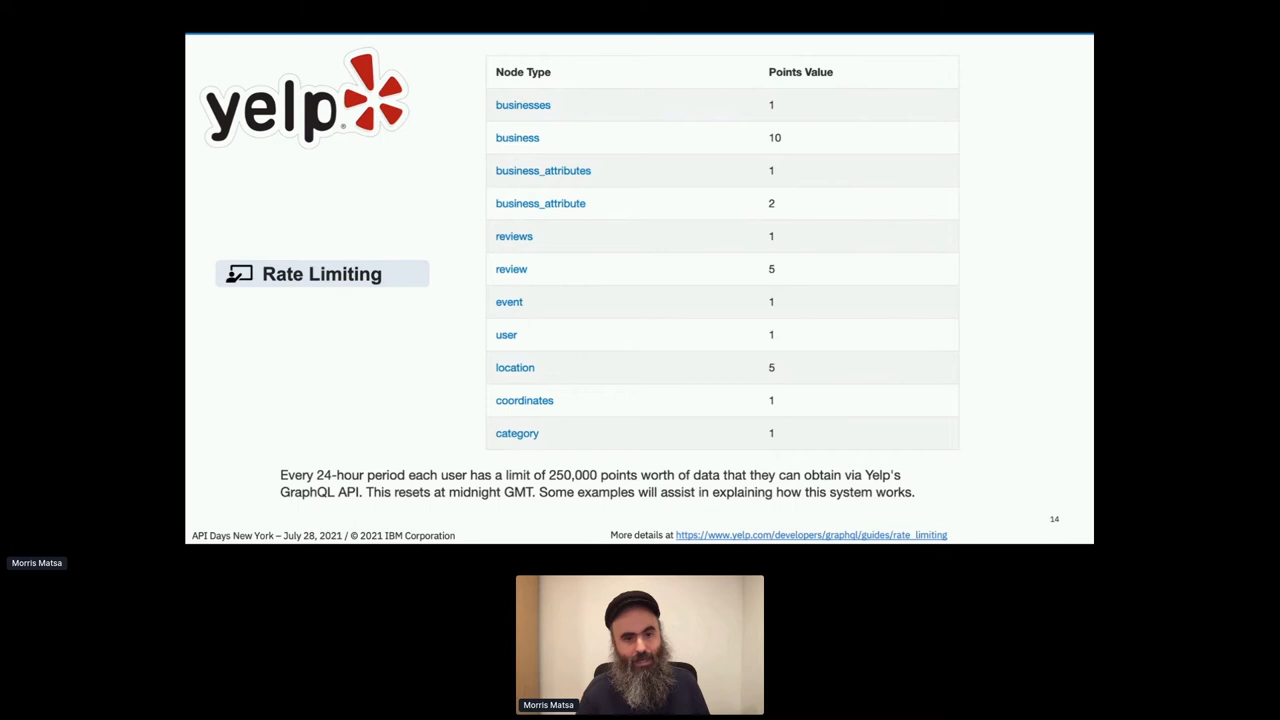 yelp
Node Type Points Value
businesses 1
business 10
business_attributes 1
business_attribute 2
reviews 1
review 5
Rate Limiting
event 1
user 1
location 5
coordinates 1
category 1
Every 24-hour period each user has a limit of 250,000 points worth of data that they can obtain via Yelp's
GraphQL API. This resets at midnight GMT. Some examples will assist in explaining how this system works.
14
API Days New York – July 28, 2021 / © 2021 IBM Corporation
More details at https://www.yelp.com/developers/graphql/guides/rate_limiting
Morris Matsa
Morris Matsa